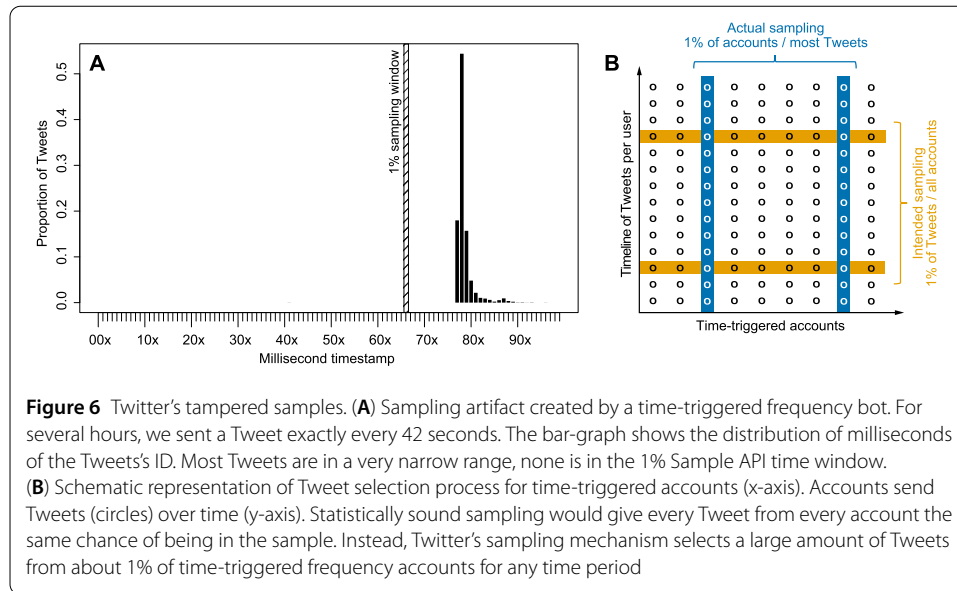 A
Proportion of Tweets
0.0
0.1
0.2
0.3
0.4
0.5
1% sampling window
00x 10x 20x 30x 40x 50x 60x 70x 80x 90x
Millisecond timestamp
Actual sampling
1% of accounts / most Tweets
B
Timeline of Tweets per user
Intended sampling
1% of Tweets / all accounts
Time-triggered accounts
Figure 6 Twitter's tampered samples. (A) Sampling artifact created by a time-triggered frequency bot. For
several hours, we sent a Tweet exactly every 42 seconds. The bar-graph shows the distribution of milliseconds
of the Tweets's ID. Most Tweets are in a very narrow range, none is in the 1% Sample API time window.
(B) Schematic representation of Tweet selection process for time-triggered accounts (x-axis). Accounts send
Tweets (circles) over time (y-axis). Statistically sound sampling would give every Tweet from every account the
same chance of being in the sample. Instead, Twitter's sampling mechanism selects a large amount of Tweets
from about 1% of time-triggered frequency accounts for any time period